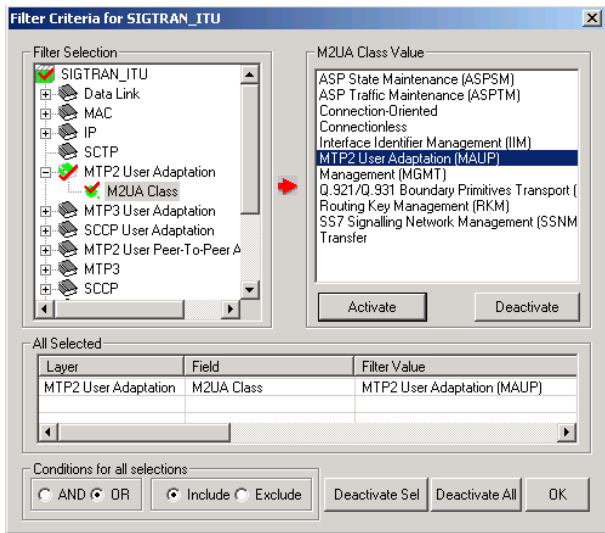 Filter Criteria for SIGTRAN_ITU
Filter Selection
SIGTRAN_ITU
Data Link
MAC
IP
SCTP
MTP2 User Adaptation
M2UA Class
MTP3 User Adaptation
SCCP User Adaptation
MTP2 User Peer-To-Peer A
MTP3
SCCP
M2UA Class Value
ASP State Maintenance (ASPSM)
ASP Traffic Maintenance (ASPTM)
Connection-Oriented
Connectionless
Interface Identifier Management (IIM)
MTP2 User Adaptation (MAUP)
Management (MGMT)
Q.921/Q.931 Boundary Primitives Transport (
Routing Key Management (RKM)
SS7 Signalling Network Management (SSNM
Transfer
Activate
Deactivate
All Selected
Layer Field Filter Value
MTP2 User Adaptation M2UA Class MTP2 User Adaptation (MAUP)
Conditions for all selections
AND OR Include Exclude
Deactivate Sel Deactivate All OK